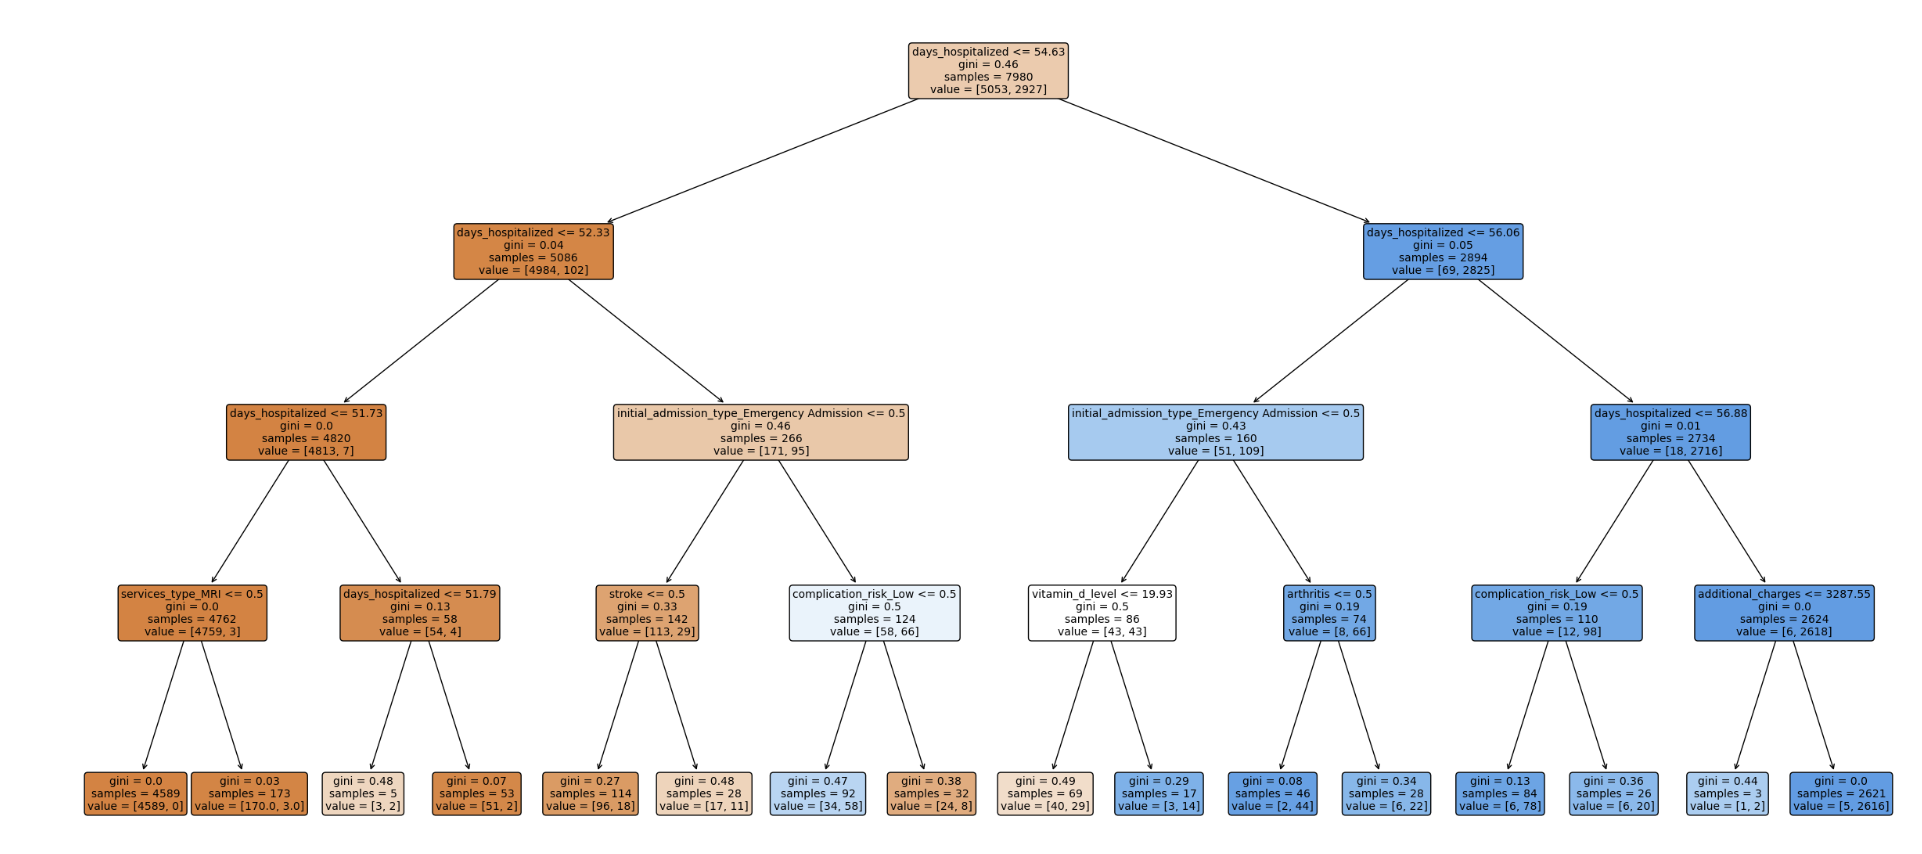 days_hospitalized <= 54.63
gini = 0.46
samples = 7980
value = [5053, 2927]
days_hospitalized <= 52.33
gini = 0.04
samples = 5086
value = [4984, 102]
days_hospitalized <= 56.06
gini = 0.05
samples = 2894
value = [69, 2825]
days_hospitalized <= 51.73
gini = 0.0
samples = 4820
value = [4813, 7]
initial_admission_type_Emergency Admission <= 0.5
gini = 0.46
samples = 266
value = [171, 95]
initial_admission_type_Emergency Admission <= 0.5
gini = 0.43
samples = 160
value = [51, 109]
days_hospitalized <= 56.88
gini = 0.01
samples = 2734
value = [18, 2716]
services_type_MRI <= 0.5
gini = 0.0
samples = 4762
value = [4759, 3]
days_hospitalized <= 51.79
gini = 0.13
samples = 58
value = [54, 4]
stroke <= 0.5
gini = 0.33
samples = 142
value = [113, 29]
complication_risk_Low <= 0.5
gini = 0.5
samples = 124
value = [58, 66]
vitamin_d_level <= 19.93
gini = 0.5
samples = 86
value = [43, 43]
arthritis <= 0.5
gini = 0.19
samples = 74
value = [8, 66]
complication_risk_Low <= 0.5
gini = 0.19
samples = 110
value = [12, 98]
additional_charges <= 3287.55
gini = 0.0
samples = 2624
value = [6, 2618]
gini = 0.0
samples = 4589
value = [4589, 0]
gini = 0.03
samples = 173
value = [170.0, 3.0]
gini = 0.48
samples = 5
value = [3, 2]
gini = 0.07
samples = 53
value = [51, 2]
gini = 0.27
samples = 114
value = [96, 18]
gini = 0.48
samples = 28
value = [17, 11]
gini = 0.47
samples = 92
value = [34, 58]
gini = 0.38
samples = 32
value = [24, 8]
gini = 0.49
samples = 69
value = [40, 29]
gini = 0.29
samples = 17
value = [3, 14]
gini = 0.08
samples = 46
value = [2, 44]
gini = 0.34
samples = 28
value = [6, 22]
gini = 0.13
samples = 84
value = [6, 78]
gini = 0.36
samples = 26
value = [6, 20]
gini = 0.44
samples = 3
value = [1, 2]
gini = 0.0
samples = 2621
value = [5, 2616]